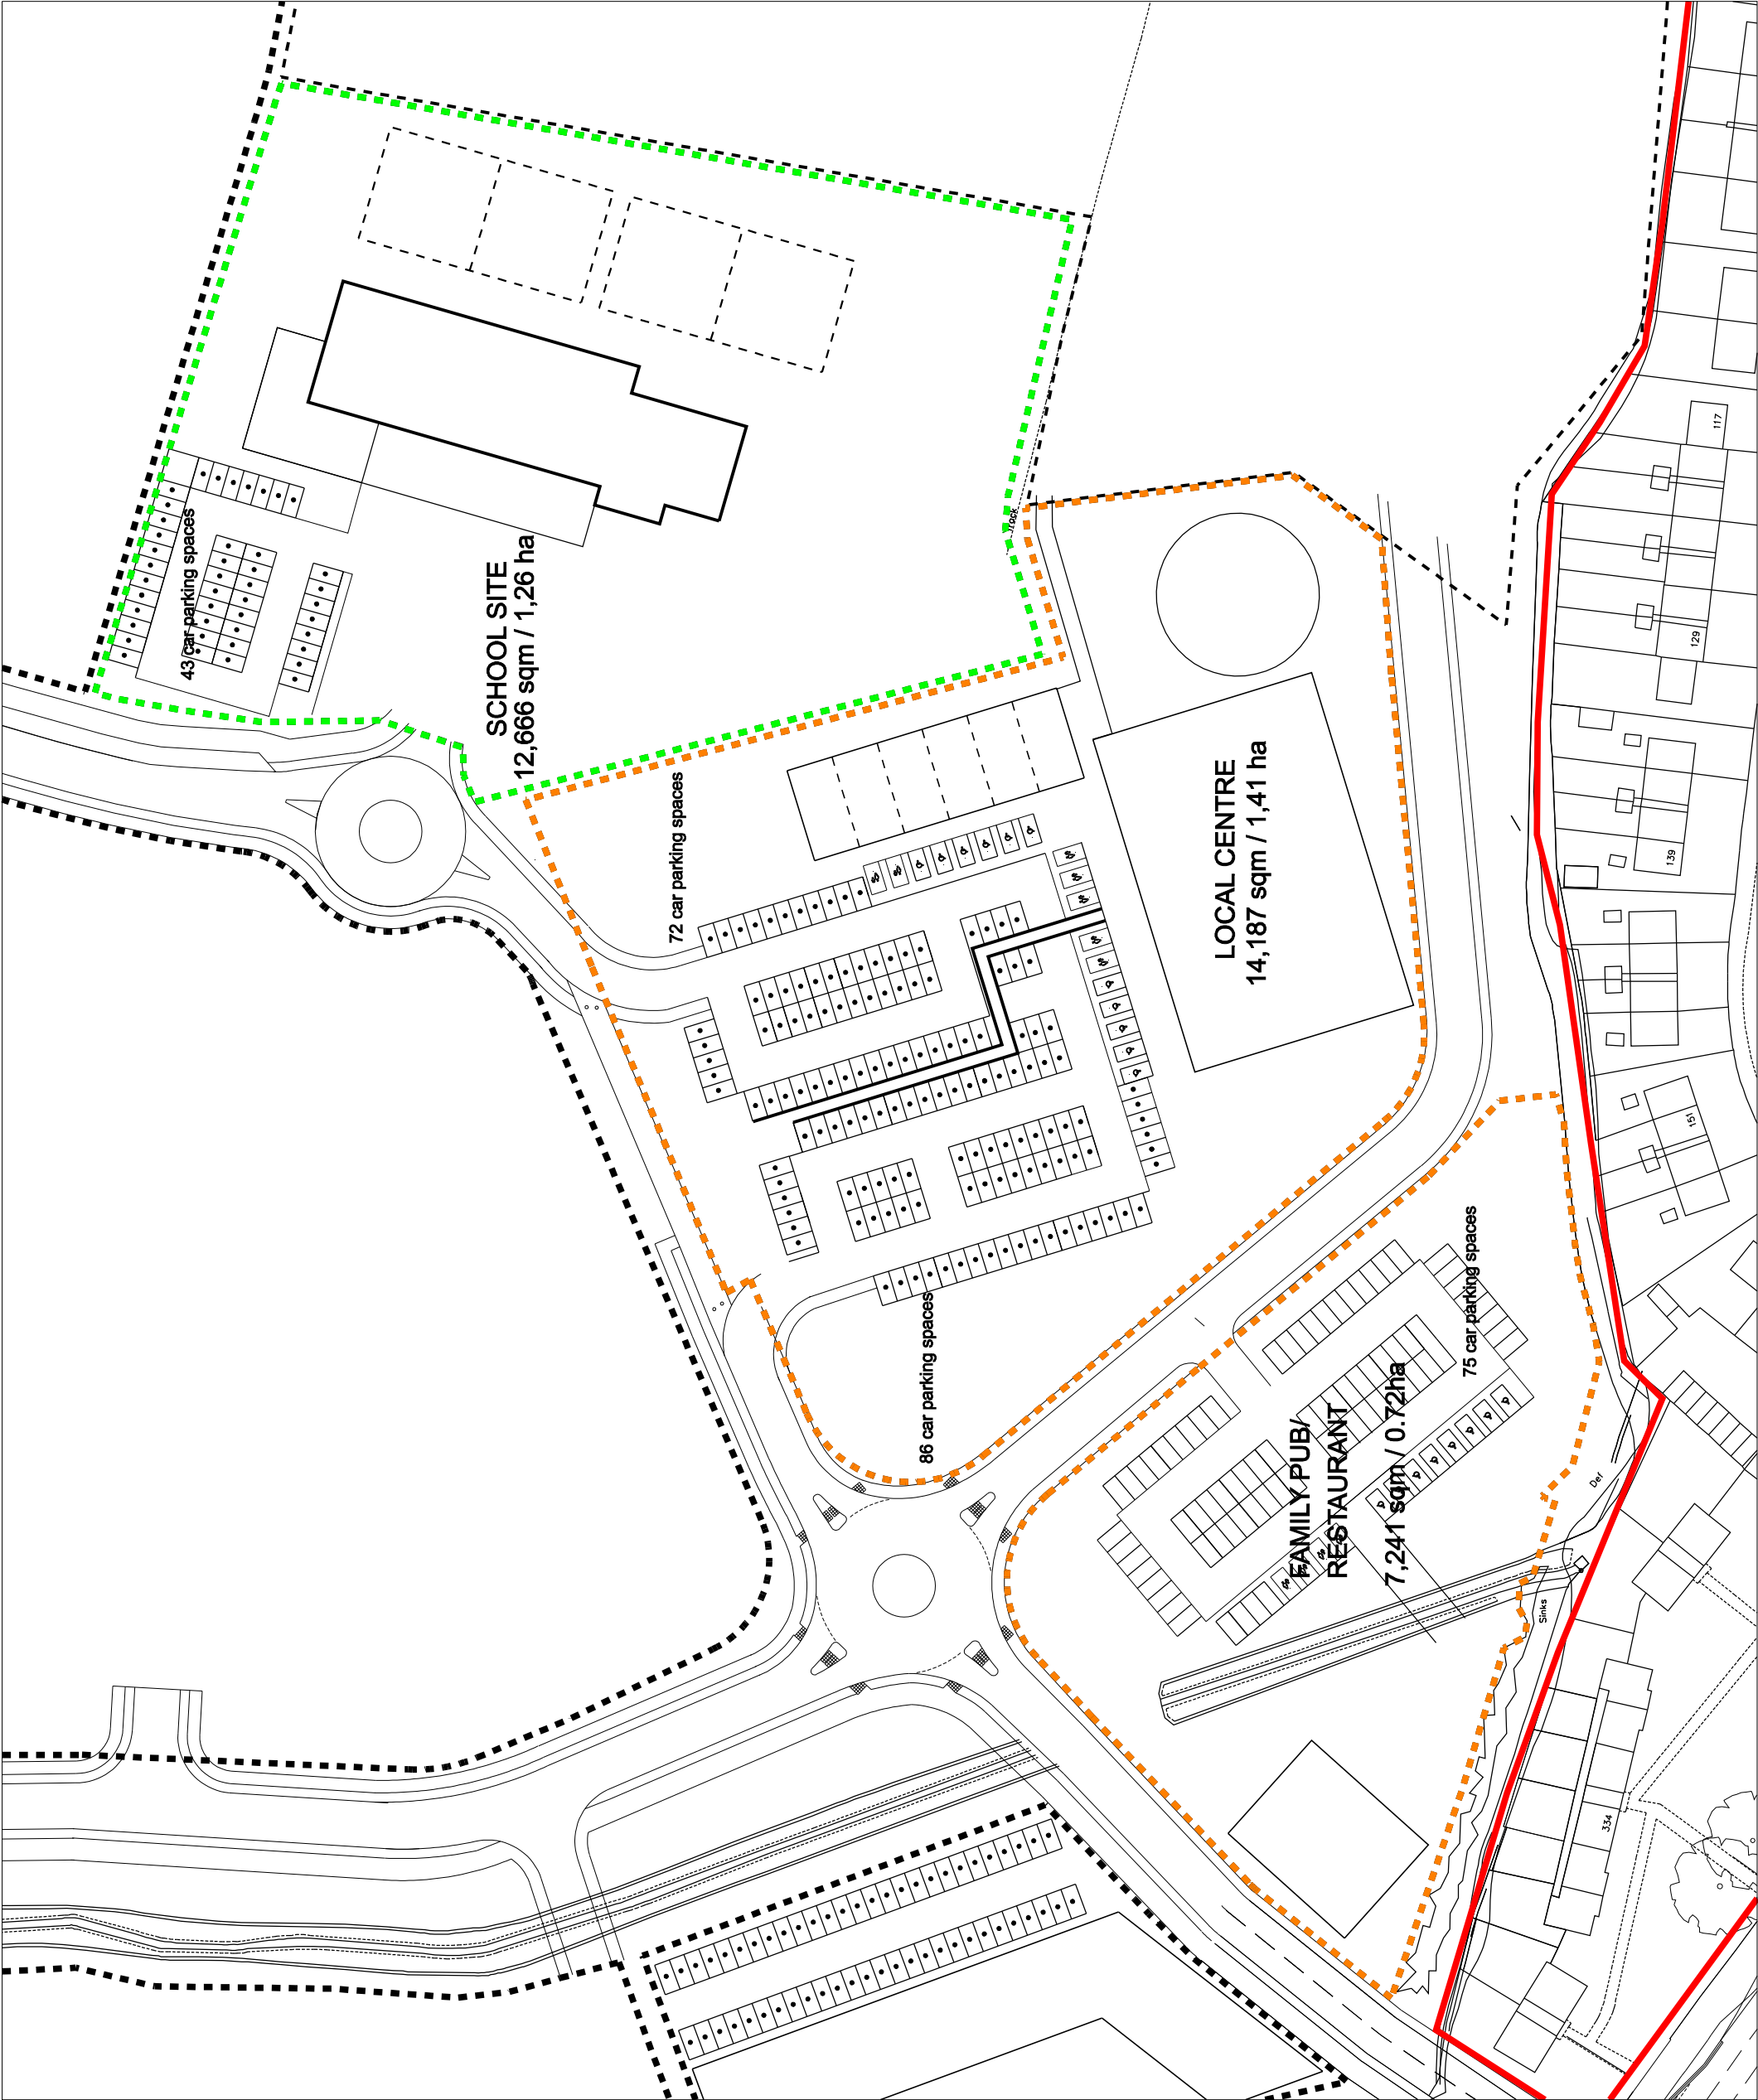 43 car parking spaces
SCHOOL SITE
12,666 sqm / 1,26 ha
Track
72 car parking spaces
LOCAL CENTRE
14,187 sqm / 1,41 ha
86 car parking spaces
75 car parking spaces
FAMILY PUB/
RESTAURANT
7,241 sqm / 0.72ha
117
129
139
151
Def
Sinks
334